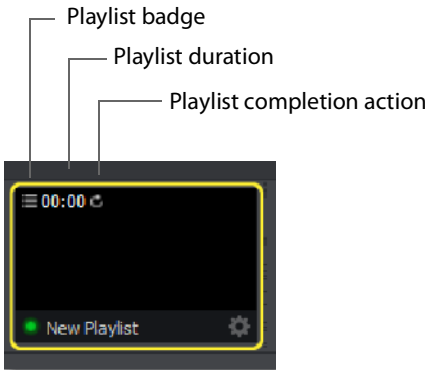 Playlist badge
Playlist duration
Playlist completion action
00:00
New Playlist